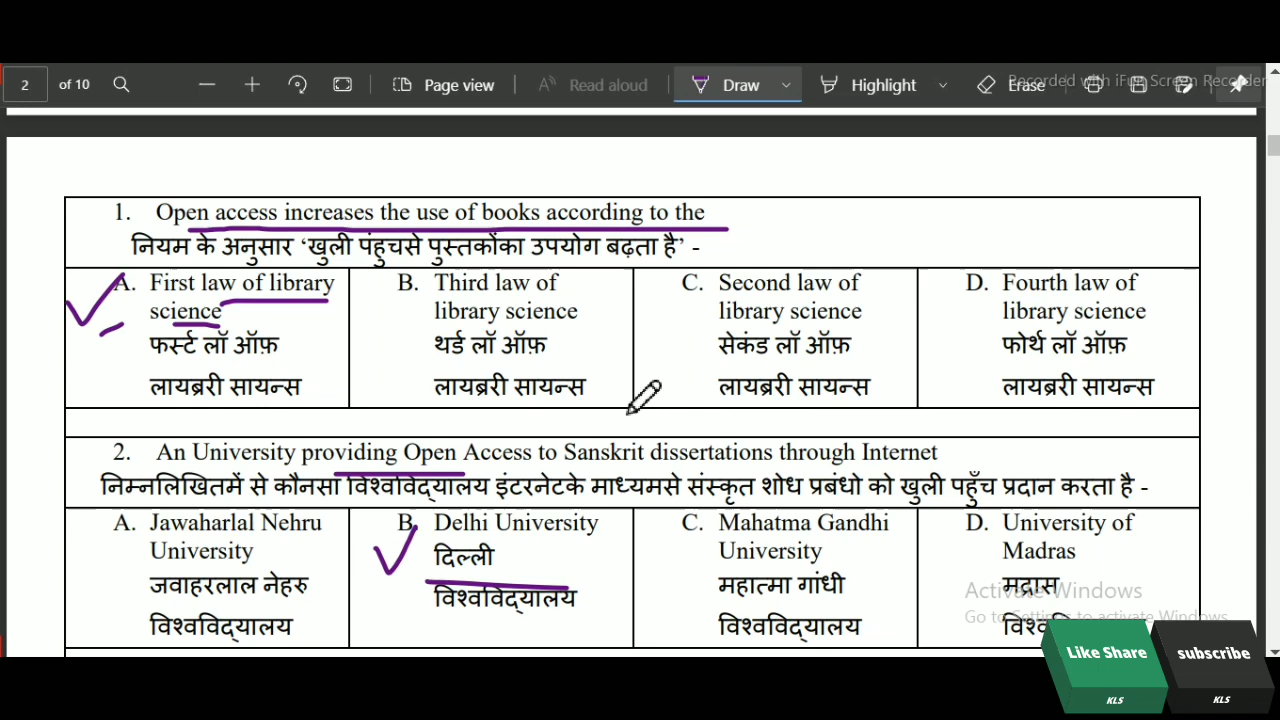 2 of 10 Page view Read aloud Draw Highlight Erase
Recorded with iFun Screen Recorder
1. Open access increases the use of books according to the
नियम के अनुसार ‘खुली पंहुचसे पुस्तकोंका उपयोग बढ़ता है’ -
A. First law of library
science
फर्स्ट लॉ ऑफ़
लायब्ररी सायन्स
B. Third law of
library science
थर्ड लॉ ऑफ़
लायब्ररी सायन्स
C. Second law of
library science
सेकंड लॉ ऑफ़
लायब्ररी सायन्स
D. Fourth law of
library science
फोर्थ लॉ ऑफ़
लायब्ररी सायन्स
2. An University providing Open Access to Sanskrit dissertations through Internet
निम्नलिखितमें से कौनसा विश्वविद्यालय इंटरनेटके माध्यमसे संस्कृत शोध प्रबंधो को खुली पहुँच प्रदान करता है -
A. Jawaharlal Nehru
University
जवाहरलाल नेहरु
विश्वविद्यालय
B. Delhi University
दिल्ली
विश्वविद्यालय
C. Mahatma Gandhi
University
महात्मा गांधी
विश्वविद्यालय
D. University of
Madras
मद्रास
Activate Windows
Go to Settings to activate Windows.
Like Share
KLS
subscribe
KLS